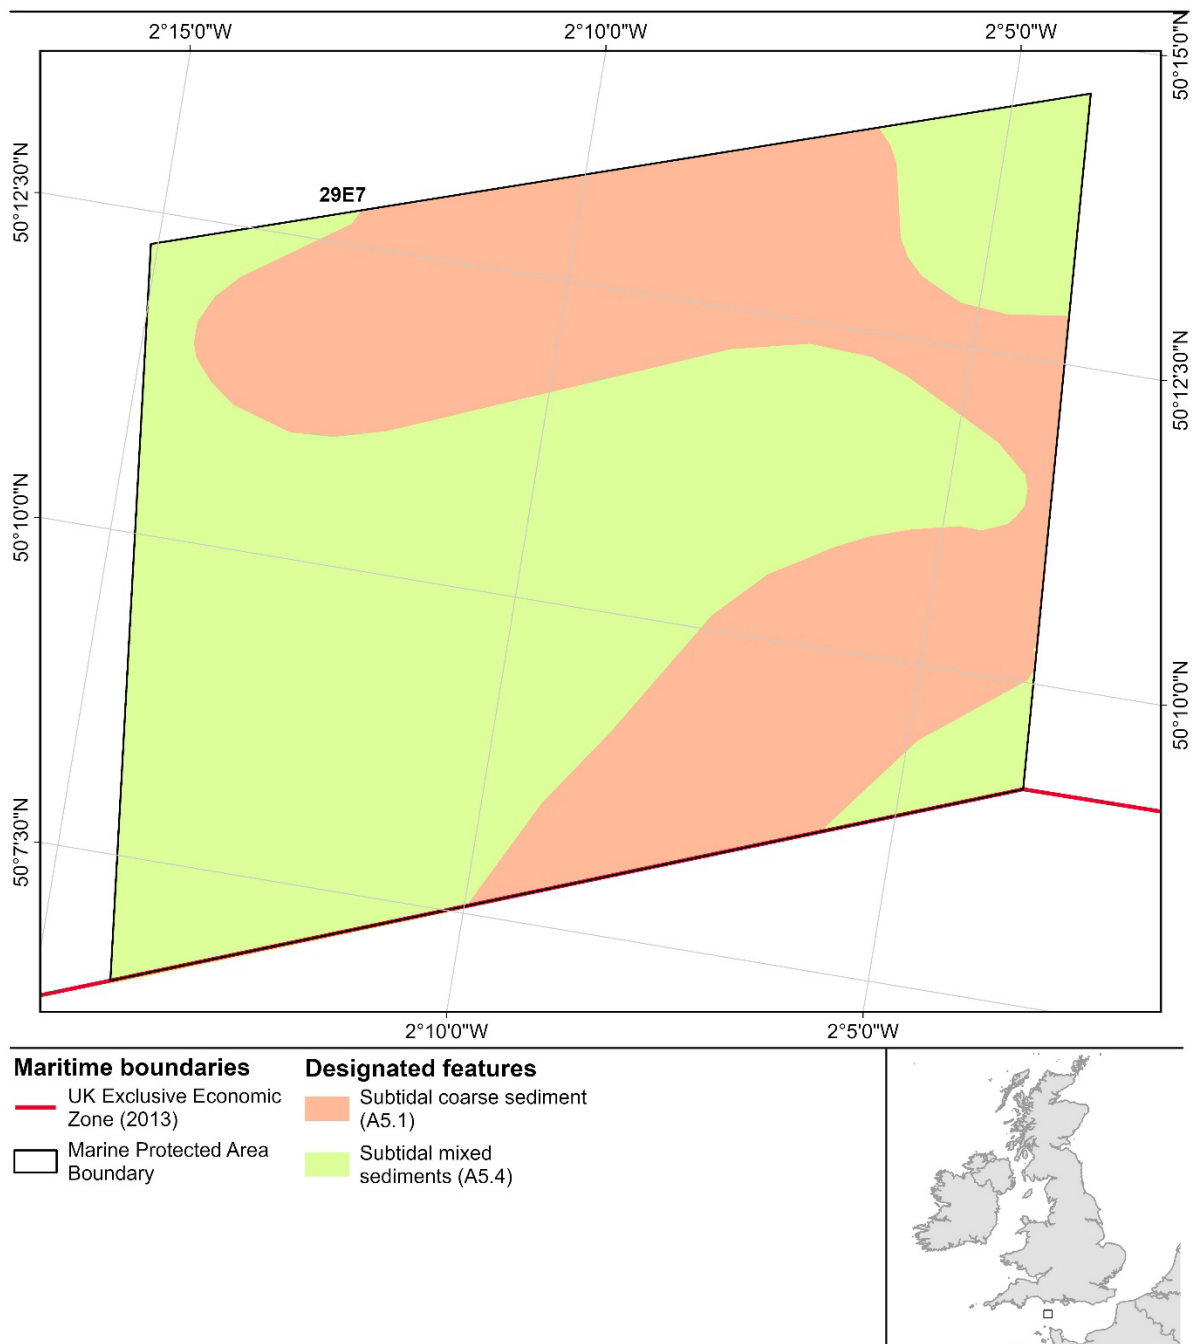 2°15'0"W
2°10'0"W
2°5'0"W
50°15'0"N
50°12'30"N
29E7
50°12'30"N
50°10'0"N
50°10'0"N
50°7'30"N
2°10'0"W
2°5'0"W
Maritime boundaries
UK Exclusive Economic
Zone (2013)
Marine Protected Area
Boundary
Designated features
Subtidal coarse sediment
(A5.1)
Subtidal mixed
sediments (A5.4)